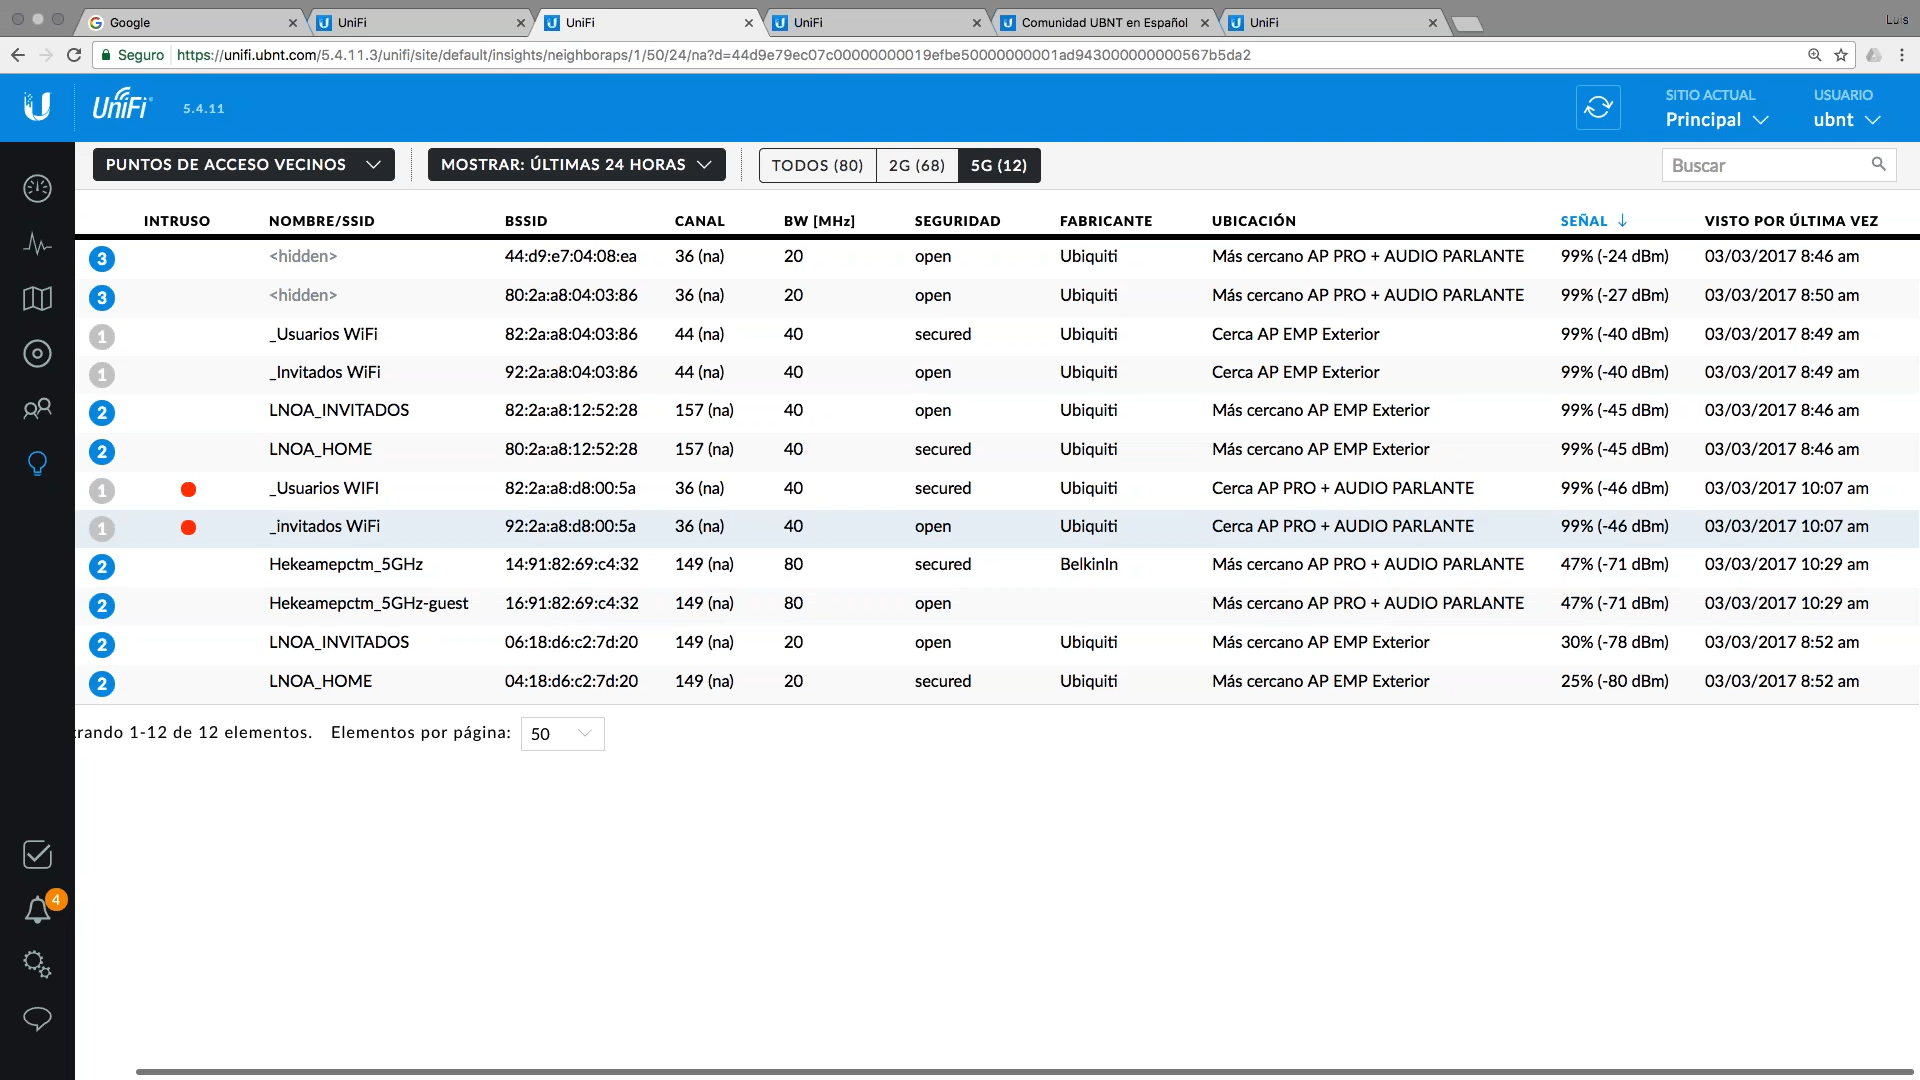 Google
UniFi
UniFi
UniFi
Comunidad UBNT en Español
UniFi
Luis
Seguro
https://unifi.ubnt.com/5.4.11.3/unifi/site/default/insights/neighboraps/1/50/24/na?d=44d9e79ec07c00000000019efbe50000000001ad943000000000567b5da2
UniFi 5.4.11
SITIO ACTUAL USUARIO
Principal ubnt
PUNTOS DE ACCESO VECINOS MOSTRAR: ÚLTIMAS 24 HORAS TODOS (80) 2G (68) 5G (12) Buscar
INTRUSO NOMBRE/SSID BSSID CANAL BW [MHz] SEGURIDAD FABRICANTE UBICACIÓN SEÑAL ↓ VISTO POR ÚLTIMA VEZ
3 <hidden> 44:d9:e7:04:08:ea 36 (na) 20 open Ubiquiti Más cercano AP PRO + AUDIO PARLANTE 99% (-24 dBm) 03/03/2017 8:46 am
3 <hidden> 80:2a:a8:04:03:86 36 (na) 20 open Ubiquiti Más cercano AP PRO + AUDIO PARLANTE 99% (-27 dBm) 03/03/2017 8:50 am
1 _Usuarios WiFi 82:2a:a8:04:03:86 44 (na) 40 secured Ubiquiti Cerca AP EMP Exterior 99% (-40 dBm) 03/03/2017 8:49 am
1 _Invitados WiFi 92:2a:a8:04:03:86 44 (na) 40 open Ubiquiti Cerca AP EMP Exterior 99% (-40 dBm) 03/03/2017 8:49 am
2 LNOA_INVITADOS 82:2a:a8:12:52:28 157 (na) 40 open Ubiquiti Más cercano AP EMP Exterior 99% (-45 dBm) 03/03/2017 8:46 am
2 LNOA_HOME 80:2a:a8:12:52:28 157 (na) 40 secured Ubiquiti Más cercano AP EMP Exterior 99% (-45 dBm) 03/03/2017 8:46 am
1 _Usuarios WIFI 82:2a:a8:d8:00:5a 36 (na) 40 secured Ubiquiti Cerca AP PRO + AUDIO PARLANTE 99% (-46 dBm) 03/03/2017 10:07 am
1 _invitados WiFi 92:2a:a8:d8:00:5a 36 (na) 40 open Ubiquiti Cerca AP PRO + AUDIO PARLANTE 99% (-46 dBm) 03/03/2017 10:07 am
2 Hekeamepctm_5GHz 14:91:82:69:c4:32 149 (na) 80 secured BelkinIn Más cercano AP PRO + AUDIO PARLANTE 47% (-71 dBm) 03/03/2017 10:29 am
2 Hekeamepctm_5GHz-guest 16:91:82:69:c4:32 149 (na) 80 open Más cercano AP PRO + AUDIO PARLANTE 47% (-71 dBm) 03/03/2017 10:29 am
2 LNOA_INVITADOS 06:18:d6:c2:7d:20 149 (na) 20 open Ubiquiti Más cercano AP EMP Exterior 30% (-78 dBm) 03/03/2017 8:52 am
2 LNOA_HOME 04:18:d6:c2:7d:20 149 (na) 20 secured Ubiquiti Más cercano AP EMP Exterior 25% (-80 dBm) 03/03/2017 8:52 am
trando 1-12 de 12 elementos. Elementos por página: 50
4